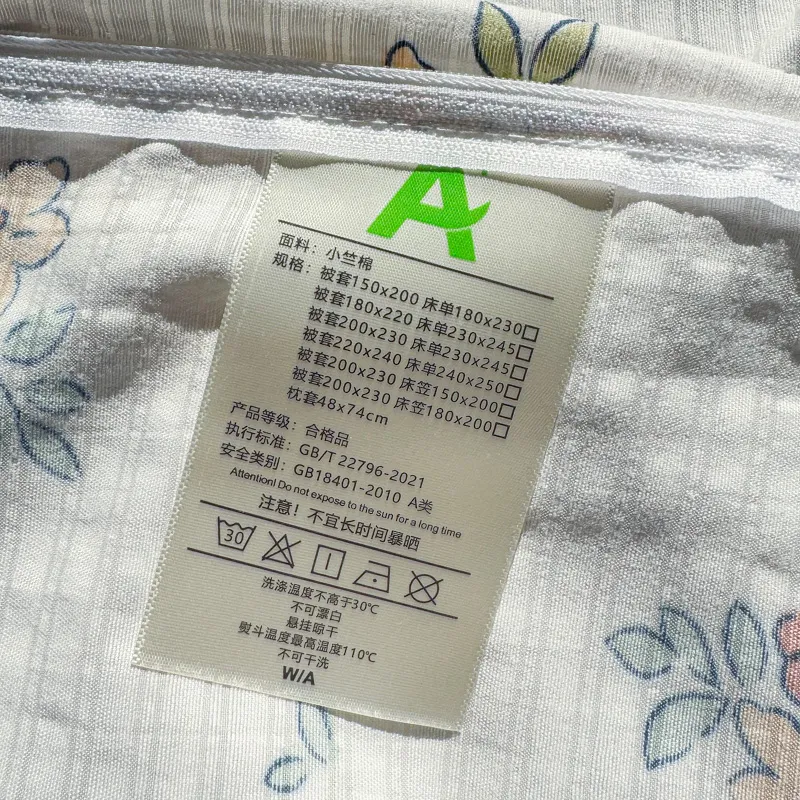 A
面料：小竺棉
规格：被套150x200 床单180x230□
被套180x220 床单230x245□
被套200x230 床单230x245□
被套220x240 床单240x250□
被套200x230 床笠150x200□
被套200x230 床笠180x200□
枕套48x74cm
产品等级：合格品
执行标准：GB/T 22796-2021
安全类别：GB18401-2010 A类
Attention! Do not expose to the sun for a long time
注意！不宜长时间暴晒
30
洗涤温度不高于30℃
不可漂白
悬挂晾干
熨斗温度最高温度110℃
不可干洗
W/A